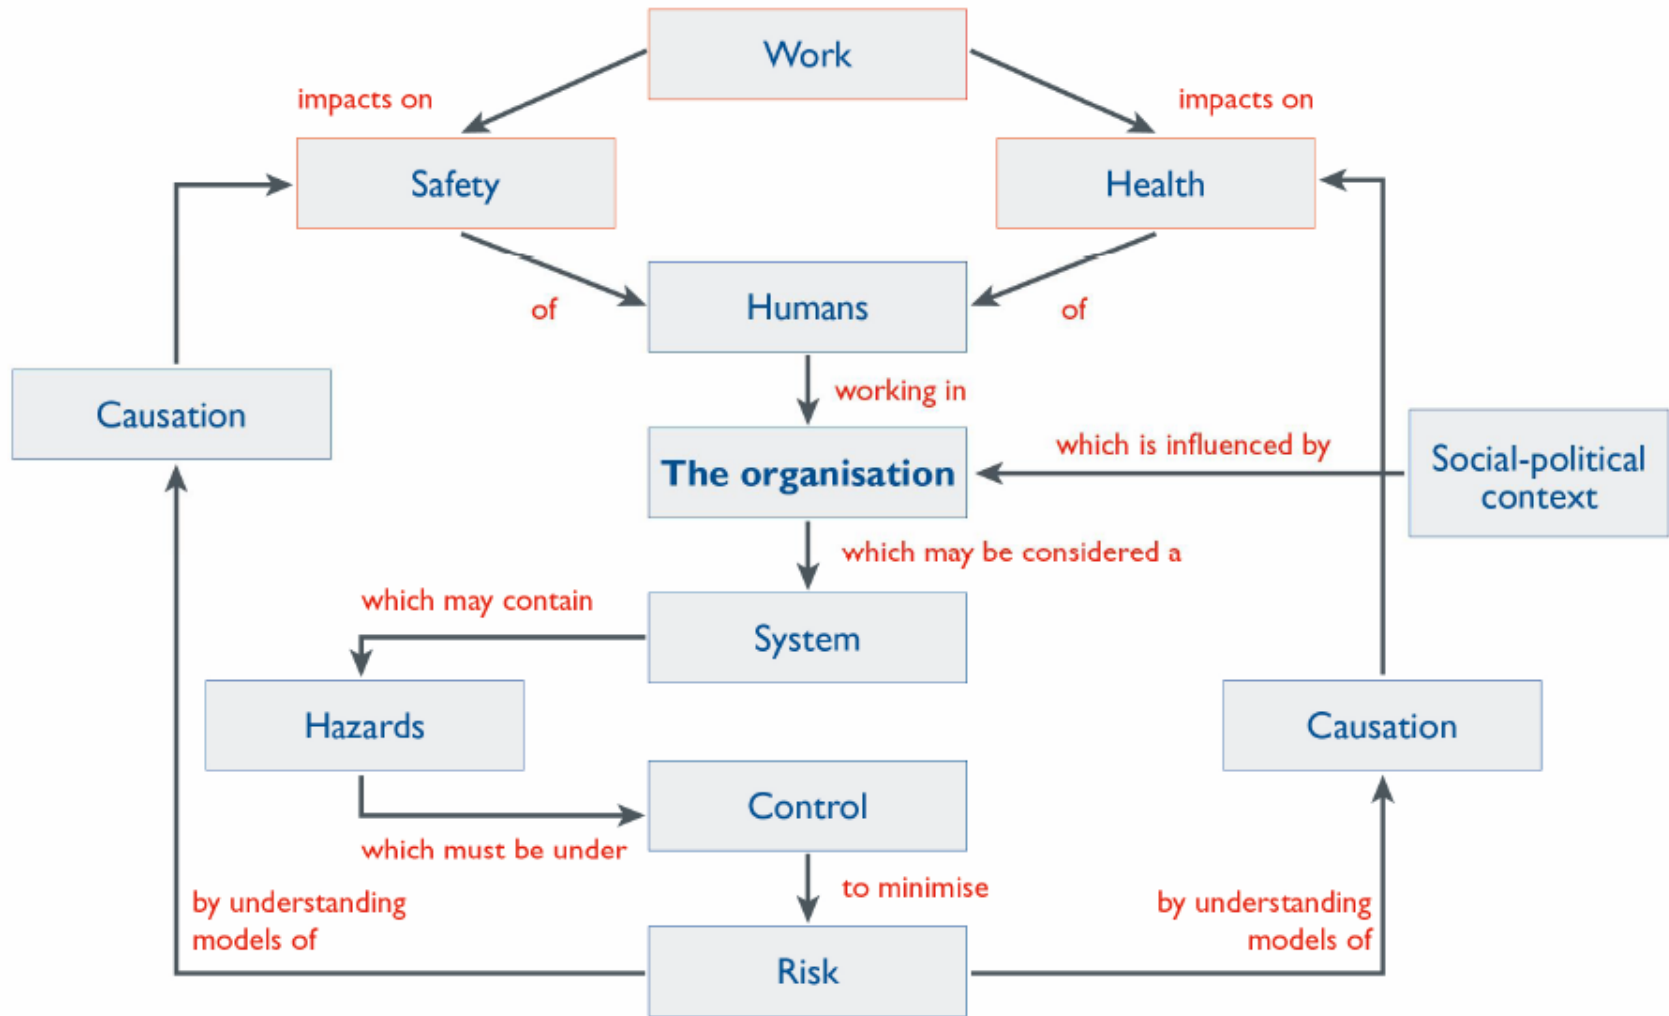 Work
impacts on
impacts on
Safety
Health
Humans
of
of
working in
Causation
which is influenced by
The organisation
Social-political
context
which may be considered a
which may contain
System
Hazards
Causation
Control
which must be under
to minimise
by understanding
models of
by understanding
models of
Risk